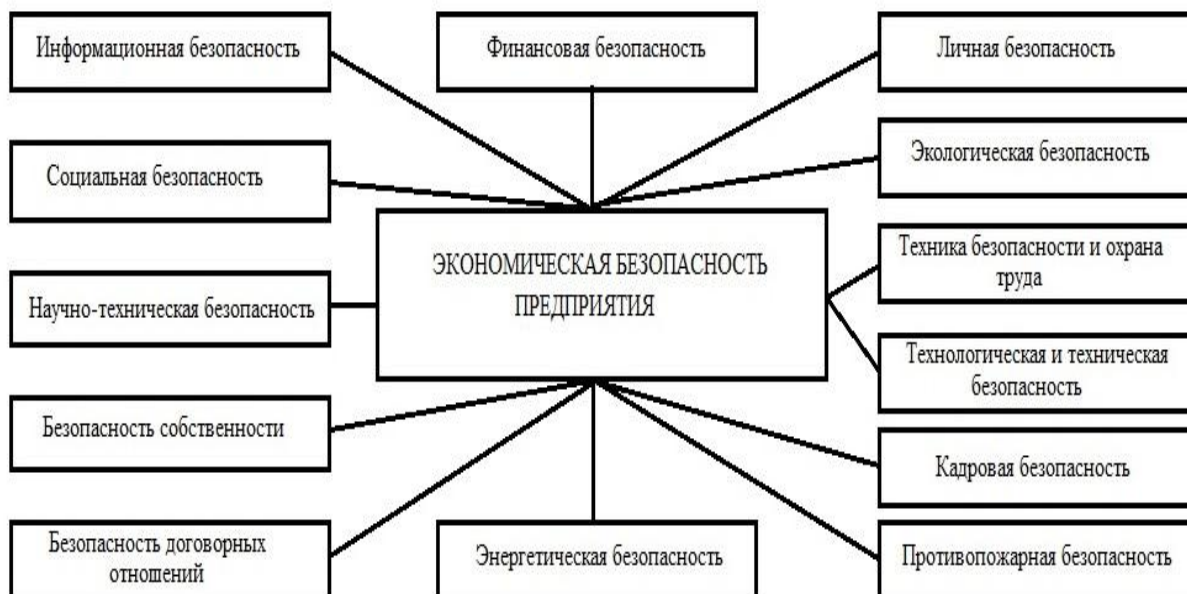 Информационная безопасность
Финансовая безопасность
Личная безопасность
Социальная безопасность
Экологическая безопасность
ЭКОНОМИЧЕСКАЯ БЕЗОПАСНОСТЬ
ПРЕДПРИЯТИЯ
Техника безопасности и охрана
труда
Научно-техническая безопасность
Технологическая и техническая
безопасность
Безопасность собственности
Кадровая безопасность
Безопасность договорных
отношений
Энергетическая безопасность
Противопожарная безопасность